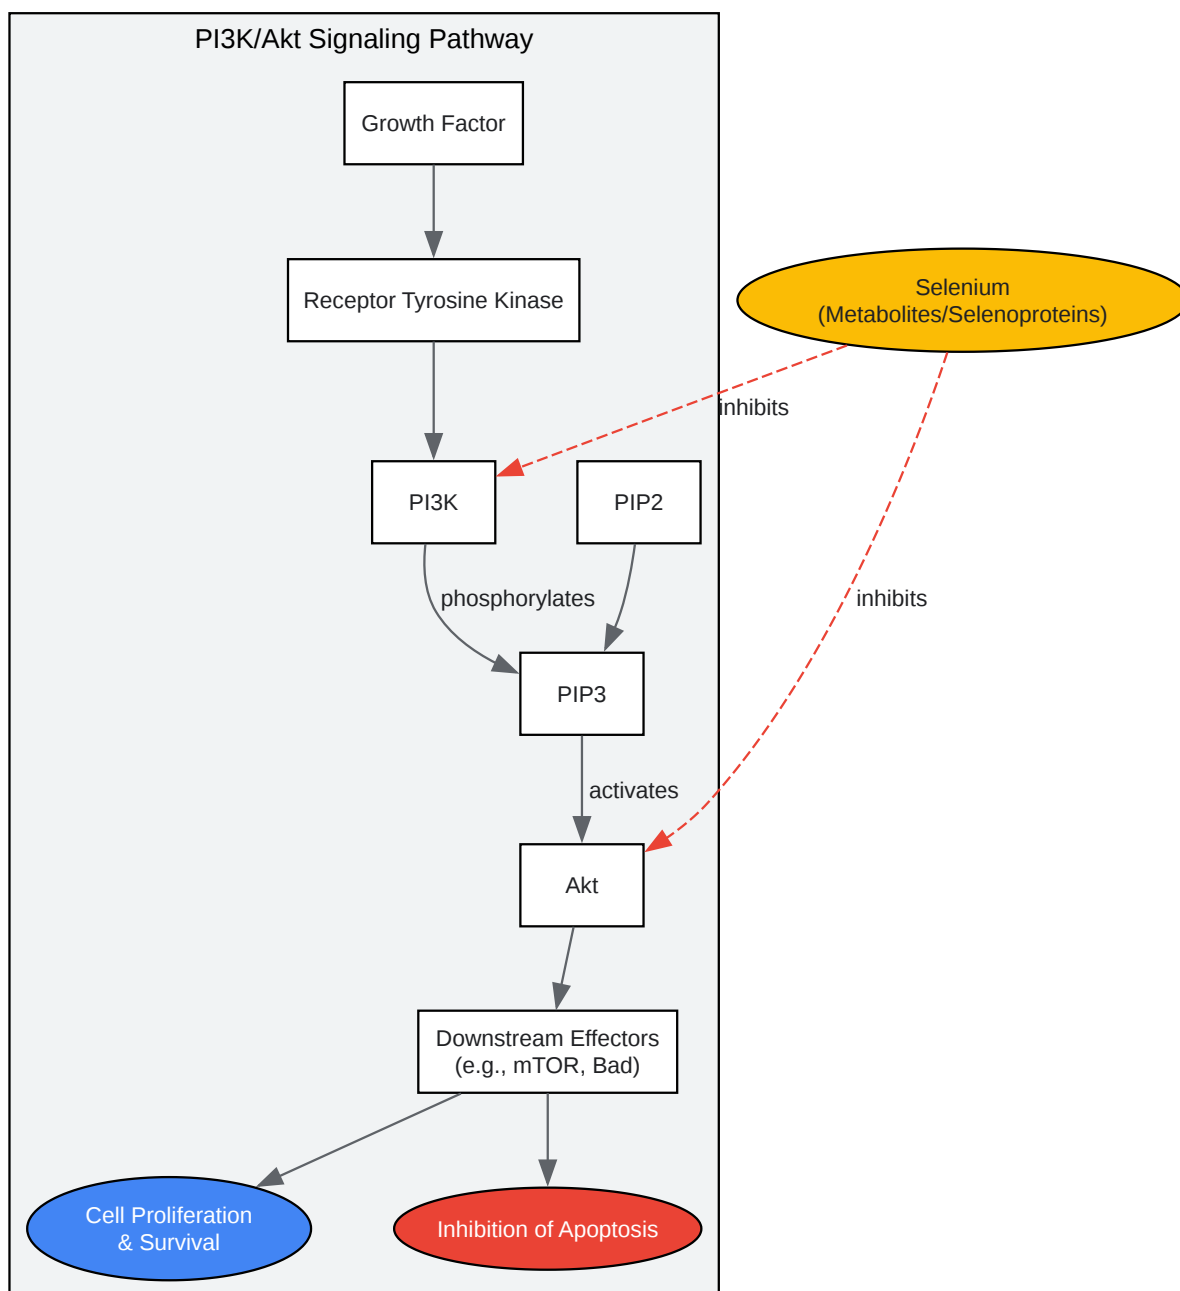 PI3K/Akt Signaling Pathway
Growth Factor
Receptor Tyrosine Kinase
Selenium
(Metabolites/Selenoproteins)
inhibits
PI3K
PIP2
phosphorylates
inhibits
PIP3
activates
Akt
Downstream Effectors
(e.g., mTOR, Bad)
Cell Proliferation
& Survival
Inhibition of Apoptosis